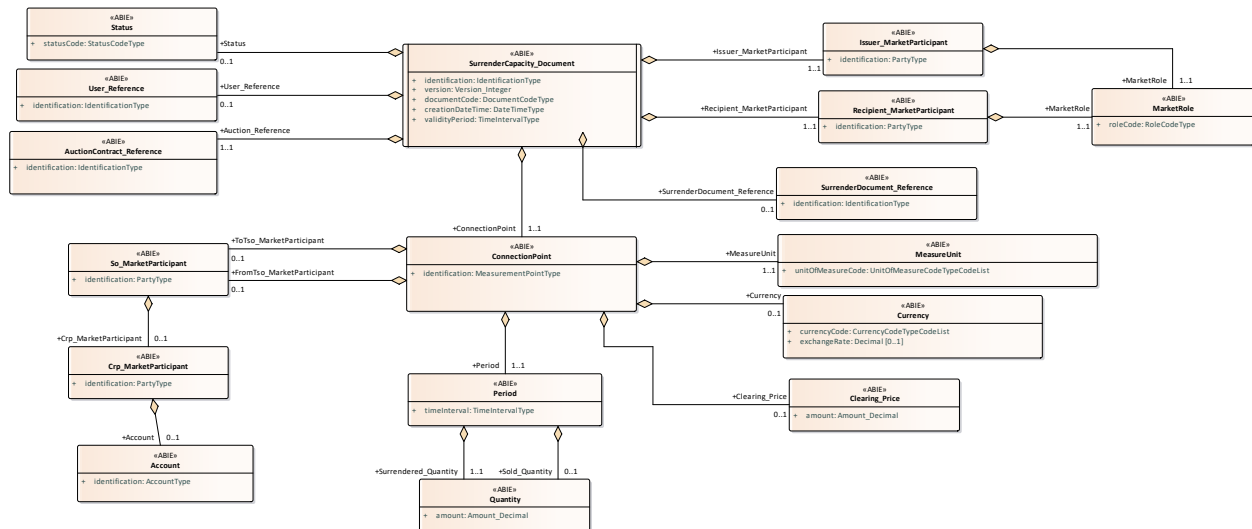 «ABIE»
Status
+ statusCode: StatusCodeType
+Status
0..1
«ABIE»
User_Reference
+ identification: IdentificationType
+User_Reference
0..1
«ABIE»
AuctionContract_Reference
+ identification: IdentificationType
+Auction_Reference
1..1
«ABIE»
SurrenderCapacity_Document
+ identification: IdentificationType
+ version: Version_Integer
+ documentCode: DocumentCodeType
+ creationDateTime: DateTimeType
+ validityPeriod: TimeIntervalType
+Issuer_MarketParticipant
1..1
«ABIE»
Issuer_MarketParticipant
+ identification: PartyType
+MarketRole
1..1
+Recipient_MarketParticipant
1..1
«ABIE»
Recipient_MarketParticipant
+ identification: PartyType
+MarketRole
1..1
«ABIE»
MarketRole
+ roleCode: RoleCodeType
+SurrenderDocument_Reference
0..1
«ABIE»
SurrenderDocument_Reference
+ identification: IdentificationType
+ConnectionPoint
1..1
«ABIE»
So_MarketParticipant
+ identification: PartyType
+ToTso_MarketParticipant
0..1
+FromTso_MarketParticipant
0..1
«ABIE»
ConnectionPoint
+ identification: MeasurementPointType
+MeasureUnit
1..1
«ABIE»
MeasureUnit
+ unitOfMeasureCode: UnitOfMeasureCodeTypeCodeList
+Currency
0..1
«ABIE»
Currency
+ currencyCode: CurrencyCodeTypeCodeList
+ exchangeRate: Decimal [0..1]
+Crp_MarketParticipant
0..1
«ABIE»
Crp_MarketParticipant
+ identification: PartyType
+Account
0..1
«ABIE»
Account
+ identification: AccountType
+Period
1..1
«ABIE»
Period
+ timeInterval: TimeIntervalType
+Clearing_Price
0..1
«ABIE»
Clearing_Price
+ amount: Amount_Decimal
+Surrendered_Quantity
1..1
+Sold_Quantity
0..1
«ABIE»
Quantity
+ amount: Amount_Decimal